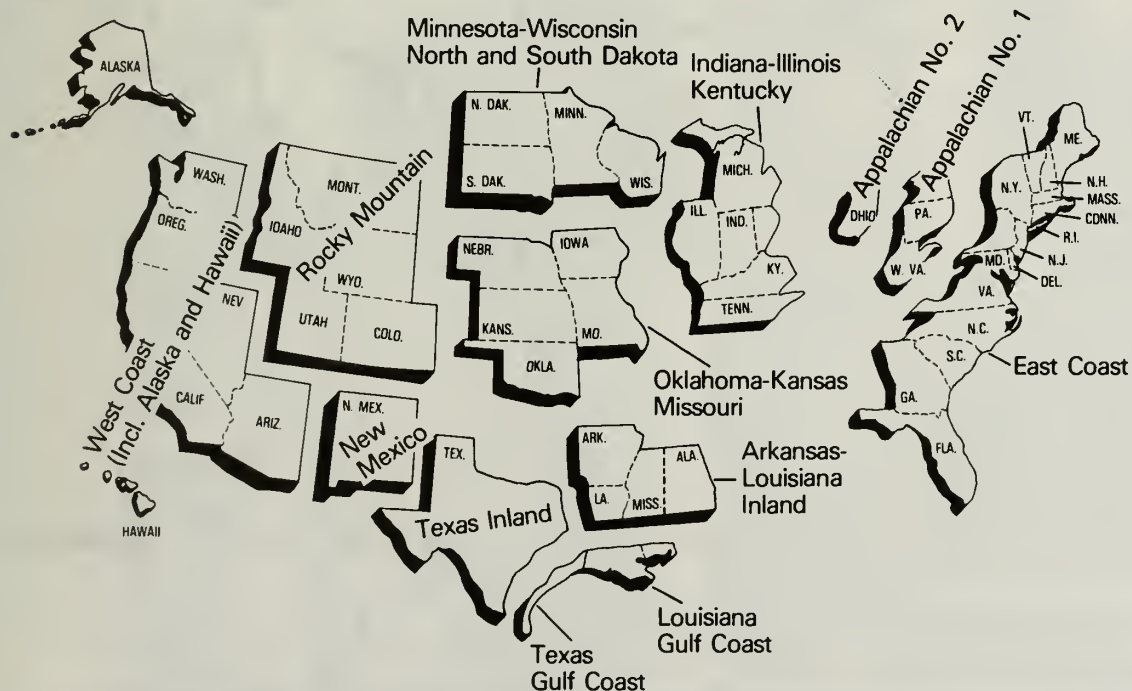 Minnesota-Wisconsin
North and South Dakota
Indiana-Illinois
Kentucky
Appalachian No. 2
Appalachian No. 1
ALASKA
WASH.
OREG.
NEV
CALIF
ARIZ.
HAWAII
West Coast
(Incl. Alaska and Hawaii)
MONT.
IOAHO
WYO.
UTAH
COLO.
Rocky Mountain
N. DAK.
MINN.
S. DAK.
WIS.
NEBR.
IOWA
KANS.
MO.
OKLA.
Oklahoma-Kansas
Missouri
MICH.
ILL.
IND.
KY.
TENN.
OHIO
PA.
W. VA.
VT.
ME.
N.Y.
N.H.
MASS.
CDNN.
R.I.
N.J.
MD.
DEL.
VA.
N.C.
S.C.
GA.
FLA.
East Coast
N. MEX.
New
Mexico
TEX.
Texas Inland
ARK.
ALA.
LA.
MISS.
Arkansas-
Louisiana
Inland
Louisiana
Gulf Coast
Texas
Gulf Coast